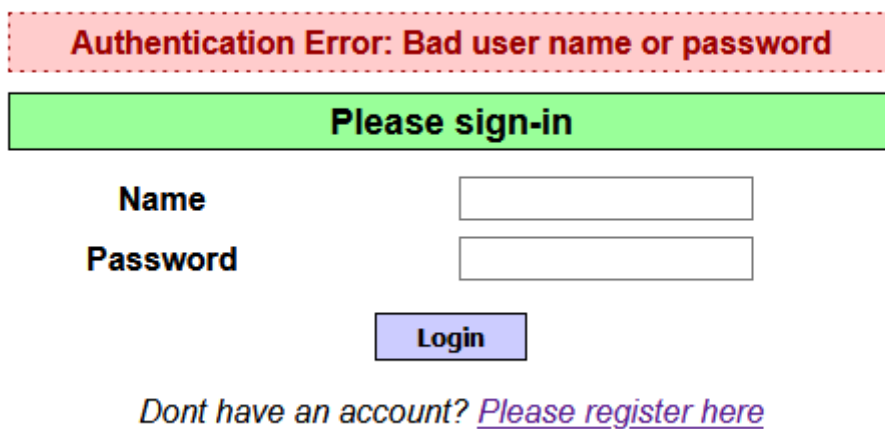 Authentication Error: Bad user name or password
Please sign-in
Name
Password
Login
Dont have an account? Please register here